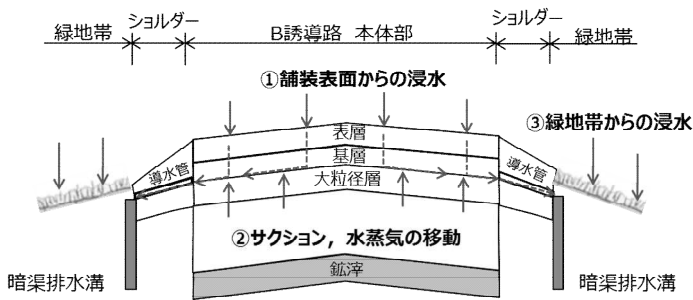 ショルダー
ショルダー
緑地帯
B誘導路 本体部
緑地帯
①舗装表面からの浸水
③緑地帯からの浸水
表層
基層
大粒径層
導水管
導水管
②サクション，水蒸気の移動
鉱滓
暗渠排水溝
暗渠排水溝